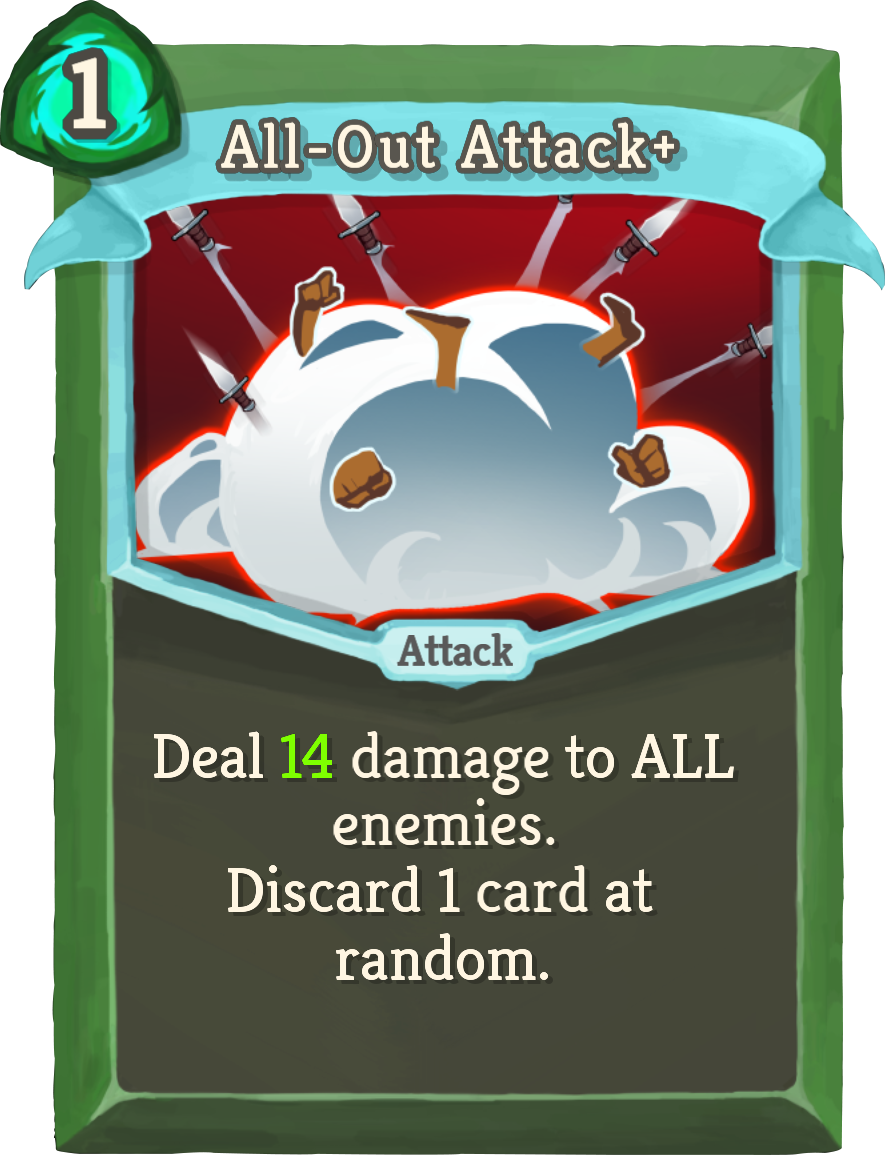 1
All-Out Attack+
Attack
Deal 14 damage to ALL
enemies.
Discard 1 card at
random.